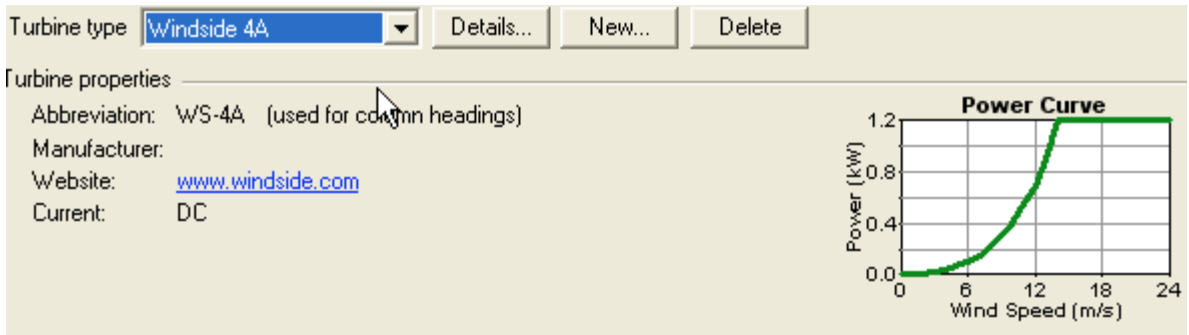 Turbine type Windside 4A Details... New... Delete
Turbine properties
Abbreviation: WS-4A (used for column headings)
Manufacturer:
Website: www.windside.com
Current: DC
Power Curve
Power (kW)
1.2
0.8
0.4
0.0
0 6 12 18 24
Wind Speed (m/s)